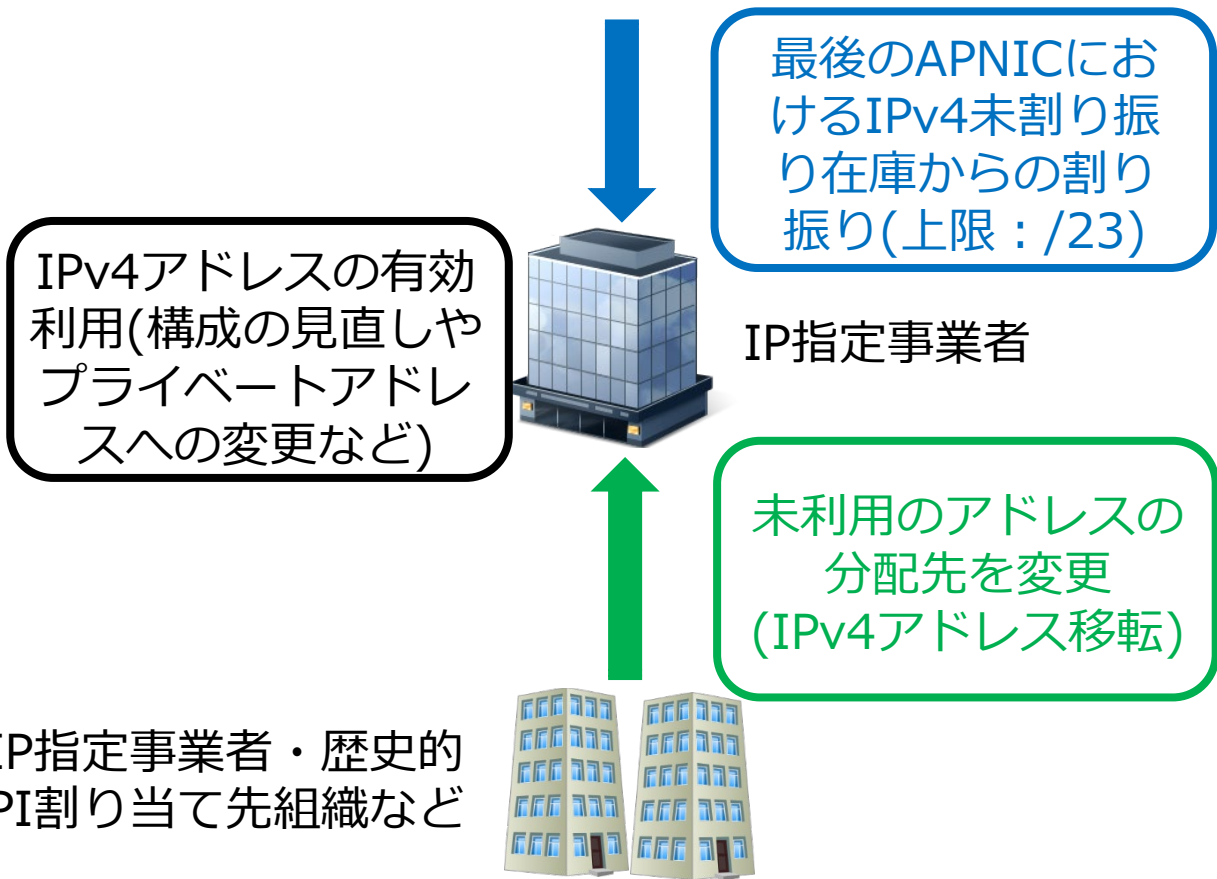 最後のAPNICにお
けるIPv4未割り振
り在庫からの割り
振り(上限：/23)
IPv4アドレスの有効
利用(構成の見直しや
プライベートアドレ
スへの変更など)
IP指定事業者
未利用のアドレスの
分配先を変更
(IPv4アドレス移転)
IP指定事業者・歴史的
PI割り当て先組織など